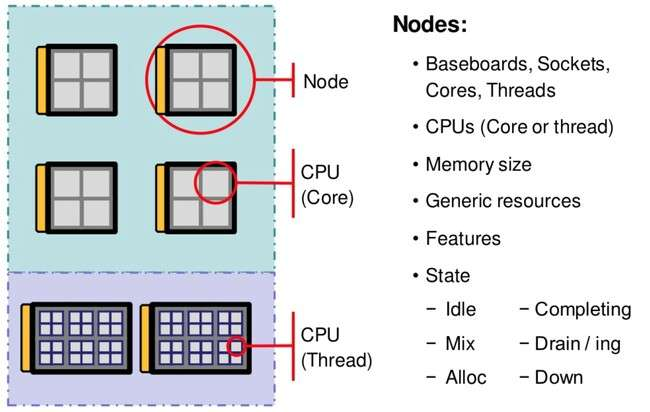 Node
CPU
(Core)
CPU
(Thread)
Nodes:
• Baseboards, Sockets,
Cores, Threads
• CPUs (Core or thread)
• Memory size
• Generic resources
• Features
• State
− Idle − Completing
− Mix − Drain / ing
− Alloc − Down